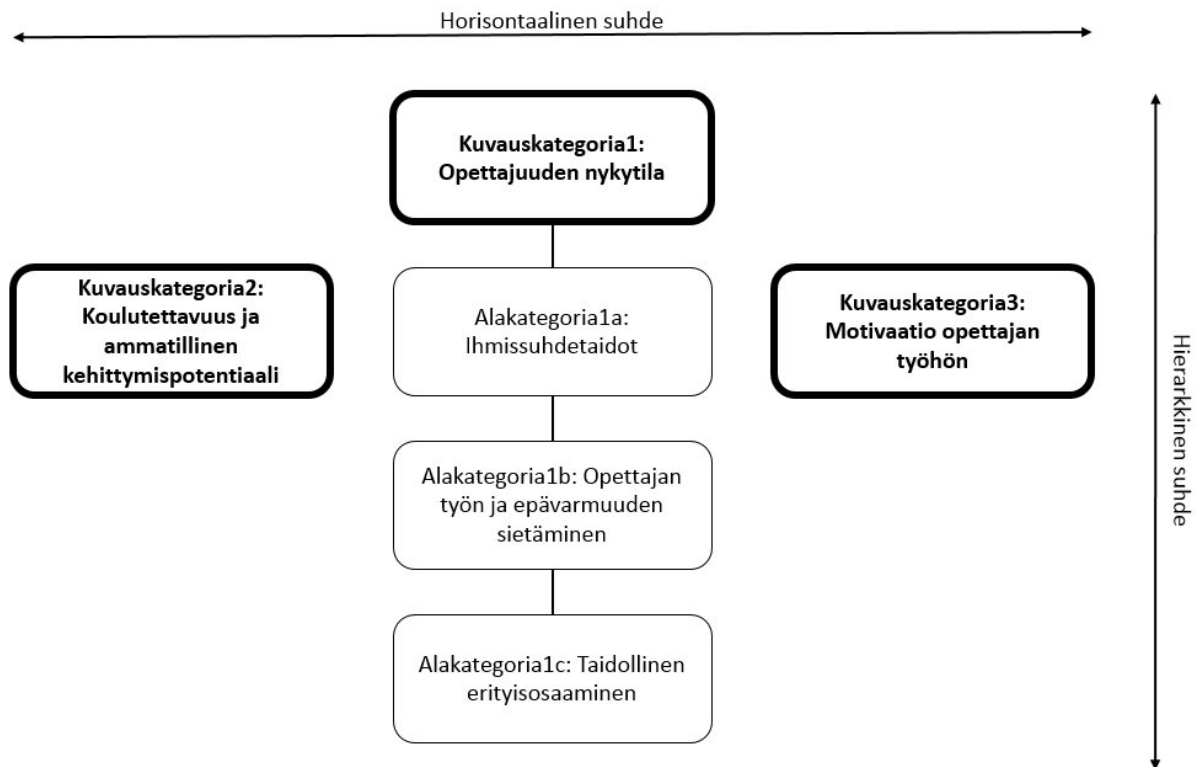 Horisontaalinen suhde
Kuvauskategoria1:
Opettajuuden nykytila
Kuvauskategoria2:
Koulutettavuus ja
ammatillinen
kehittymispotentiaali
Alakategoria1a:
Ihmissuhdetaidot
Kuvauskategoria3:
Motivaatio opettajan
työhön
Alakategoria1b: Opettajan
työn ja epävarmuuden
sietäminen
Alakategoria1c: Taidollinen
erityisosaaminen
Hierarkkinen suhde